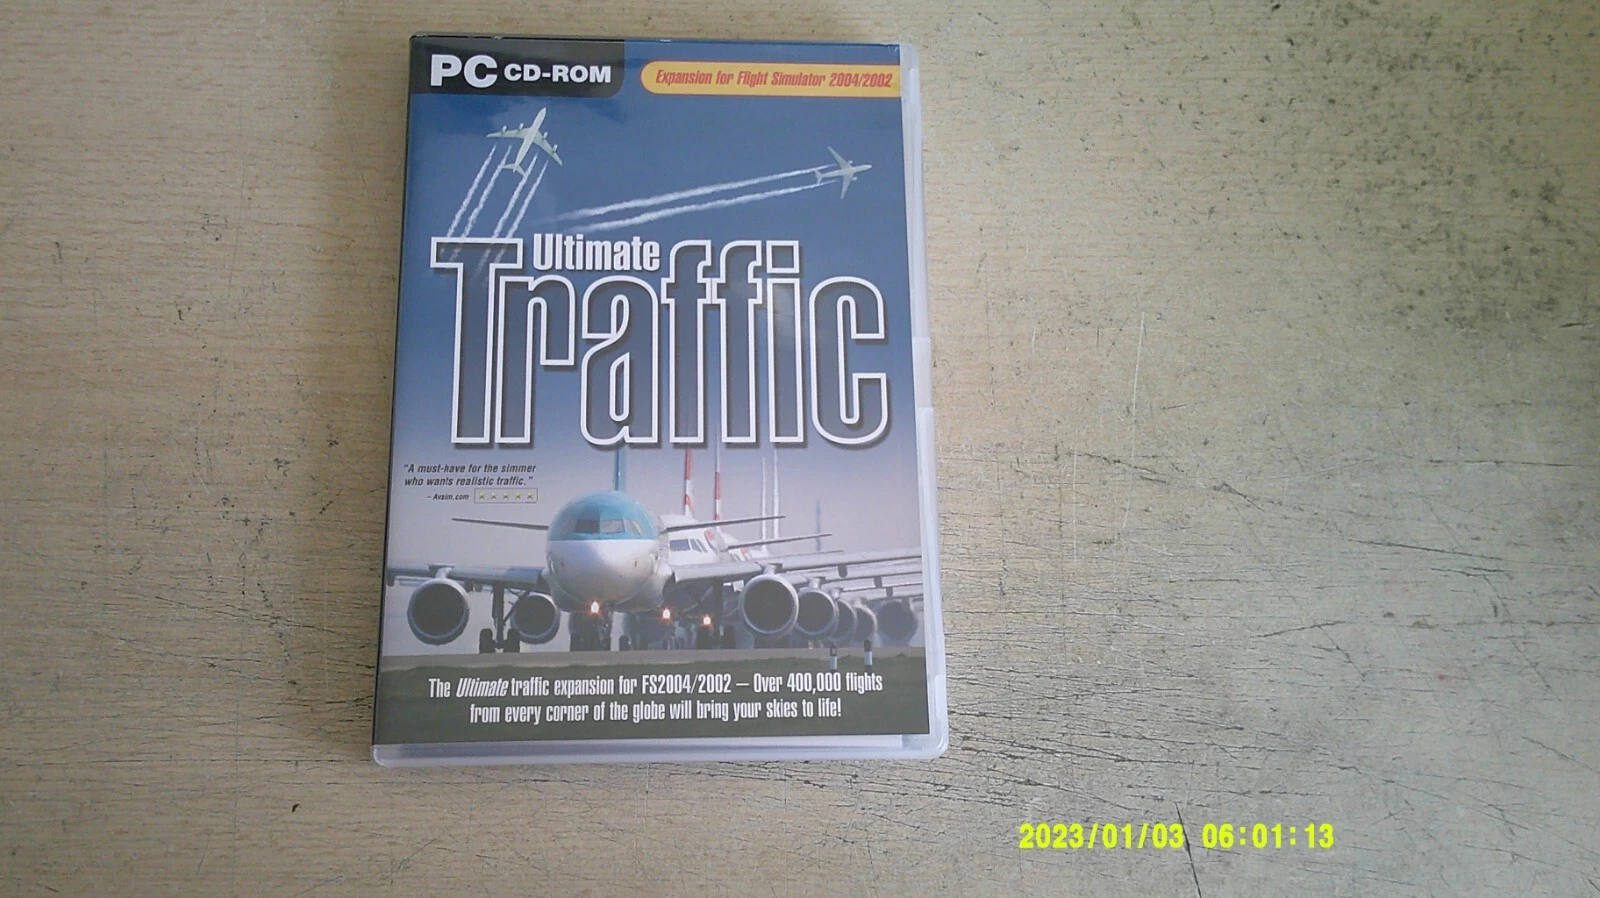 PC CD-ROM
Expansion for Flight Simulator 2004/2002
Ultimate
Traffic
"A must-have for the simmer
who wants realistic traffic."
– Avsim.com
The Ultimate traffic expansion for FS2004/2002 – Over 400,000 flights
from every corner of the globe will bring your skies to life!
2023/01/03 06:01:13